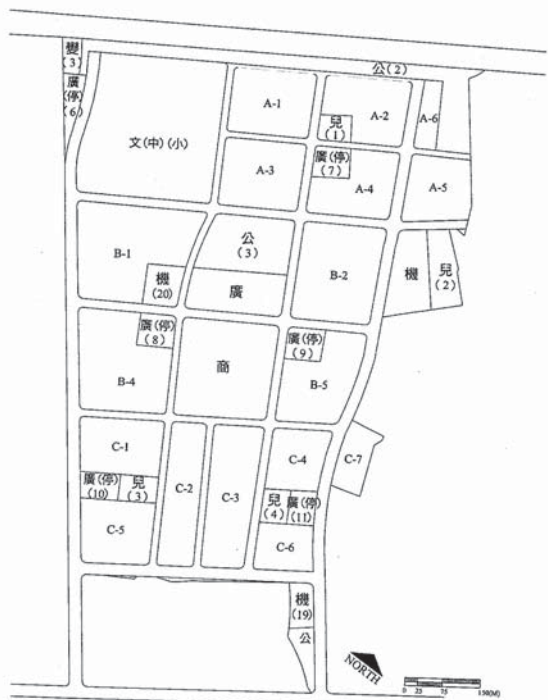 變
(3)
公(2)
廣
(停)
(6)
A-1
A-2
A-6
兒
(1)
文(中)(小)
廣(停)
(7)
A-3
A-4
A-5
公
(3)
B-1
B-2
機
兒
(2)
機
(20)
廣
廣(停)
(8)
廣(停)
(9)
商
B-4
B-5
C-1
C-4
C-7
廣(停)
(10)
兒
(3)
C-2
C-3
兒
(4)
廣(停)
(11)
C-5
C-6
機
(19)
公
NORTH
0 25 75 150(M)